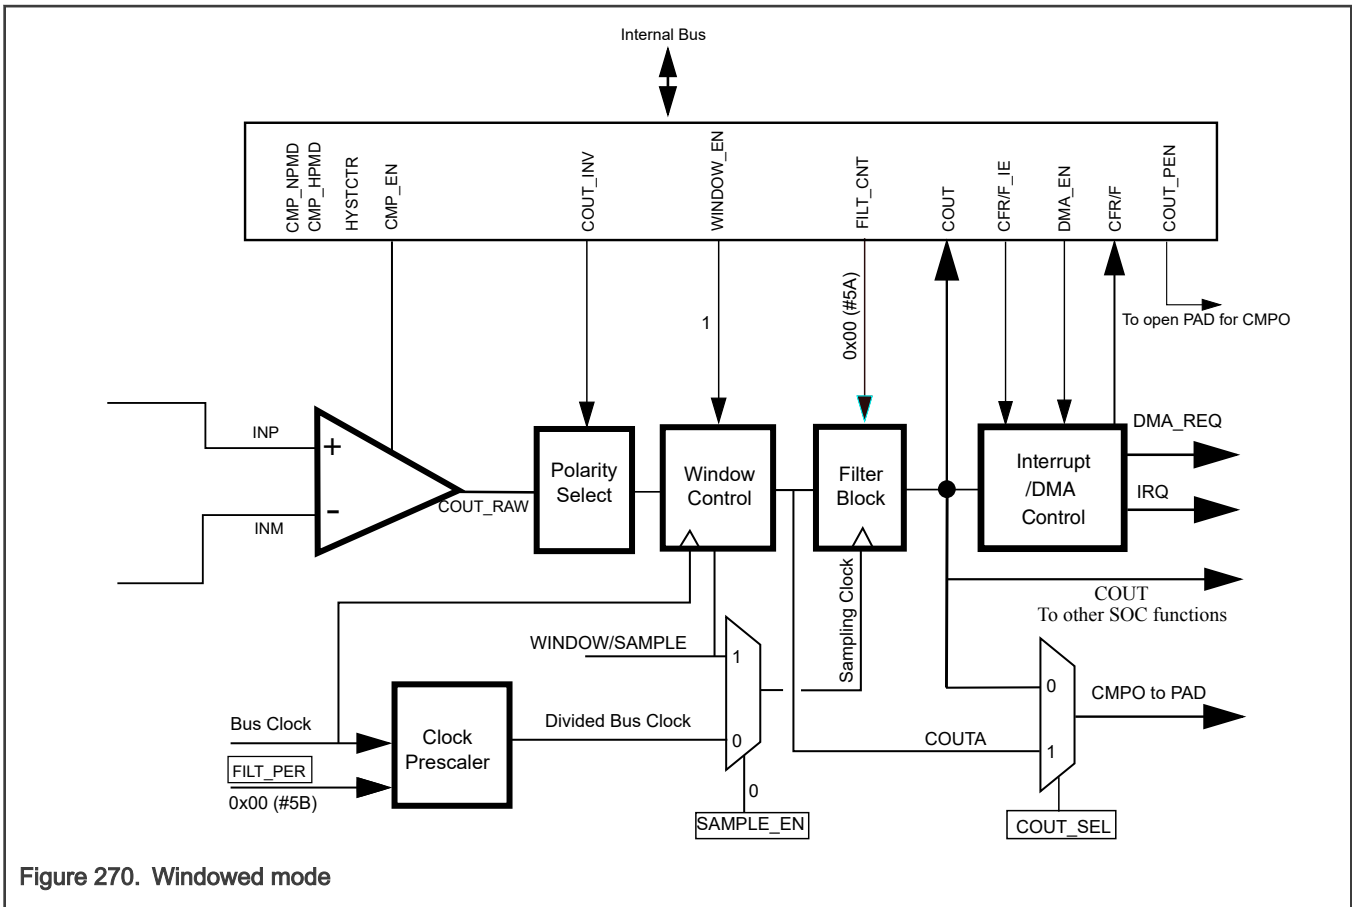 Internal Bus
CMP_NPMD
CMP_HPMD
HYSTCTR
CMP_EN
COUT_INV
WINDOW_EN
FILT_CNT
COUT
CFR/F_IE
DMA_EN
CFR/F
COUT_PEN
1
0x00 (#5A)
To open PAD for CMPO
INP
+
-
INM
COUT_RAW
Polarity
Select
Window
Control
Filter
Block
Interrupt
/DMA
Control
DMA_REQ
IRQ
COUT
To other SOC functions
Sampling Clock
WINDOW/SAMPLE
1
0
Bus Clock
FILT_PER
0x00 (#5B)
Clock
Prescaler
Divided Bus Clock
0
SAMPLE_EN
COUTA
0
1
CMPO to PAD
COUT_SEL
Figure 270. Windowed mode